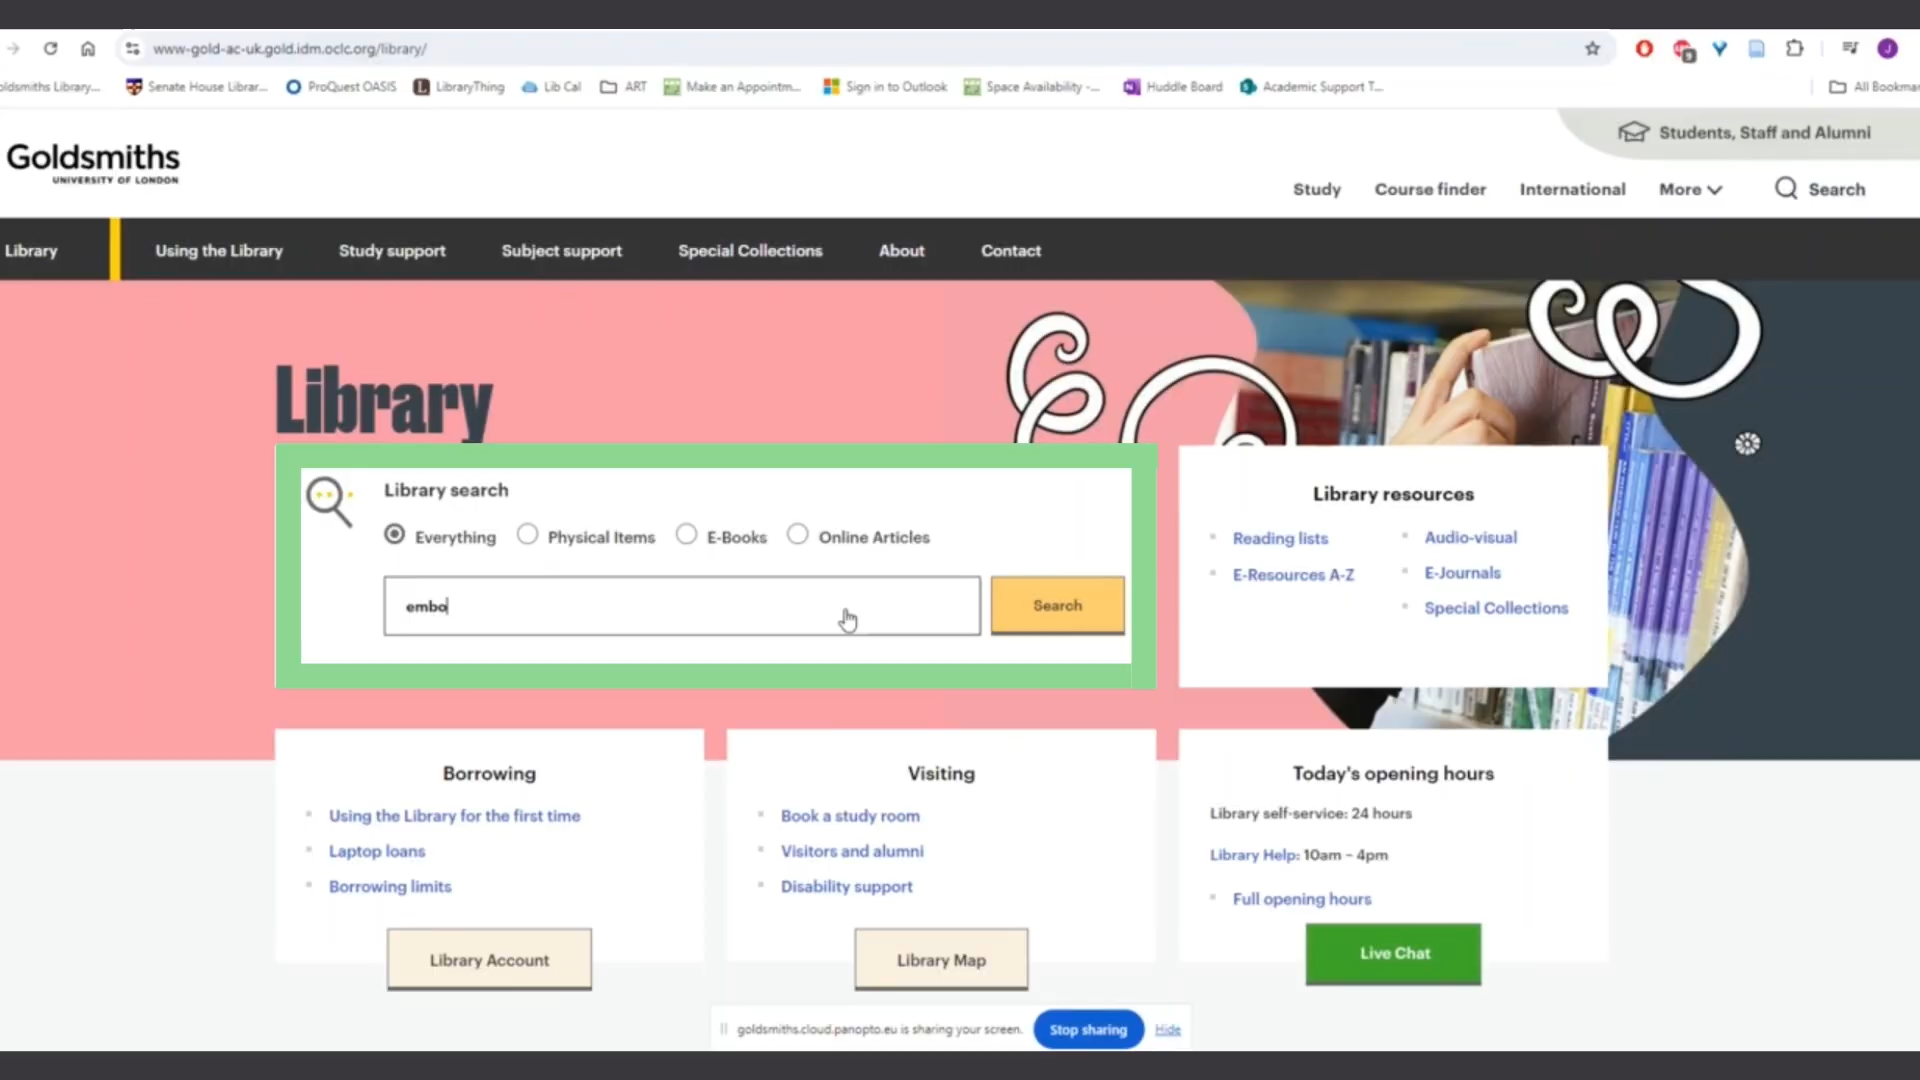 www-gold-ac-uk.gold.idm.oclc.org/library/
oldsmiths Library... Senate House Librar... ProQuest OASIS LibraryThing Lib Cal ART Make an Appointm... Sign in to Outlook Space Availability -... Huddle Board Academic Support T... All Bookmar
Students, Staff and Alumni
Goldsmiths
UNIVERSITY OF LONDON
Study Course finder International More Search
Library Using the Library Study support Subject support Special Collections About Contact
Library
Library search
Everything Physical Items E-Books Online Articles
embo
Search
Library resources
Reading lists
E-Resources A-Z
Audio-visual
E-Journals
Special Collections
Borrowing
Using the Library for the first time
Laptop loans
Borrowing limits
Library Account
Visiting
Book a study room
Visitors and alumni
Disability support
Library Map
Today's opening hours
Library self-service: 24 hours
Library Help: 10am – 4pm
Full opening hours
Live Chat
goldsmiths.cloud.panopto.eu is sharing your screen. Stop sharing Hide